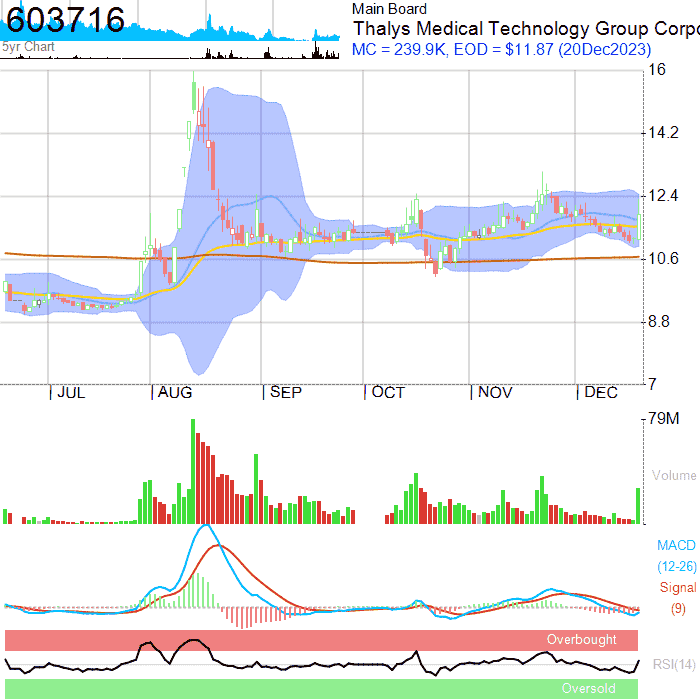 603716
5yr Chart
Main Board
Thalys Medical Technology Group Corpo
MC = 239.9K, EOD = $11.87 (20Dec2023)
16
14.2
12.4
10.6
8.8
7
JUL
AUG
SEP
OCT
NOV
DEC
79M
Volume
MACD
(12-26)
Signal
(9)
Overbought
RSI(14)
Oversold